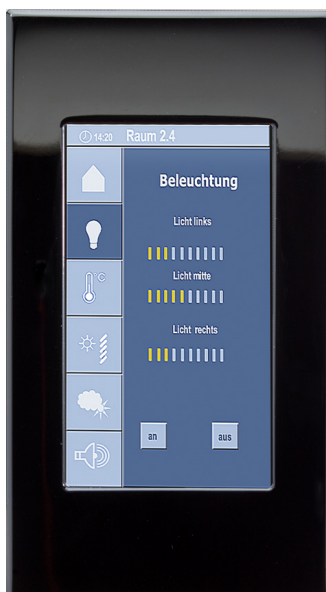 14:20 Raum 2.4
°C
Beleuchtung
Licht links
Licht mitte
Licht rechts
an
aus